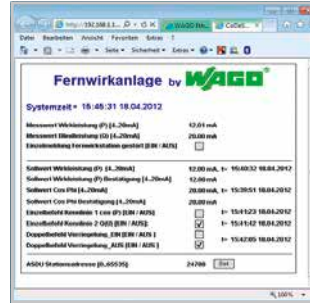 http://192.168.1.1... WAGO Ra... CoDeS...
Datei Bearbeiten Ansicht Favoriten Extras ?
Seite Sicherheit Extras
Fernwirkanlage by WAGO
Systemzeit = 15:45:31 18.04.2012
Messwert Wirkleistung (P) [4..20mA] 12.01 mA
Messwert Blindleistung (Q) [4..20mA] 20.00 mA
Einzelmeldung Fernwirkstation gestört [EIN / AUS]
Sollwert Wirkleistung (P) [4..20mA] 12.00 mA, t= 15:40:32 18.04.2012
Sollwert Wirkleistung (P) Bestätigung [4..20mA] 12.00 mA
Sollwert Cos Phi [4..20mA] 20.00 mA, t= 15:39:51 18.04.2012
Sollwert Cos Phi Bestätigung [4..20mA] 20.00 mA
Einzelbefehl Kennlinie 1 cos (P) [EIN / AUS] t= 15:41:23 18.04.2012
Einzelbefehl Kennlinie 2 Q(U) [EIN / AUS] t= 15:41:42 18.04.2012
Doppelbefehl Verriegelung_EIN [EIN / AUS]
Doppelbefehl Verriegelung_AUS [EIN / AUS] t= 15:42:05 18.04.2012
ASDU Stationsadresse [0..65535] 24700
100%